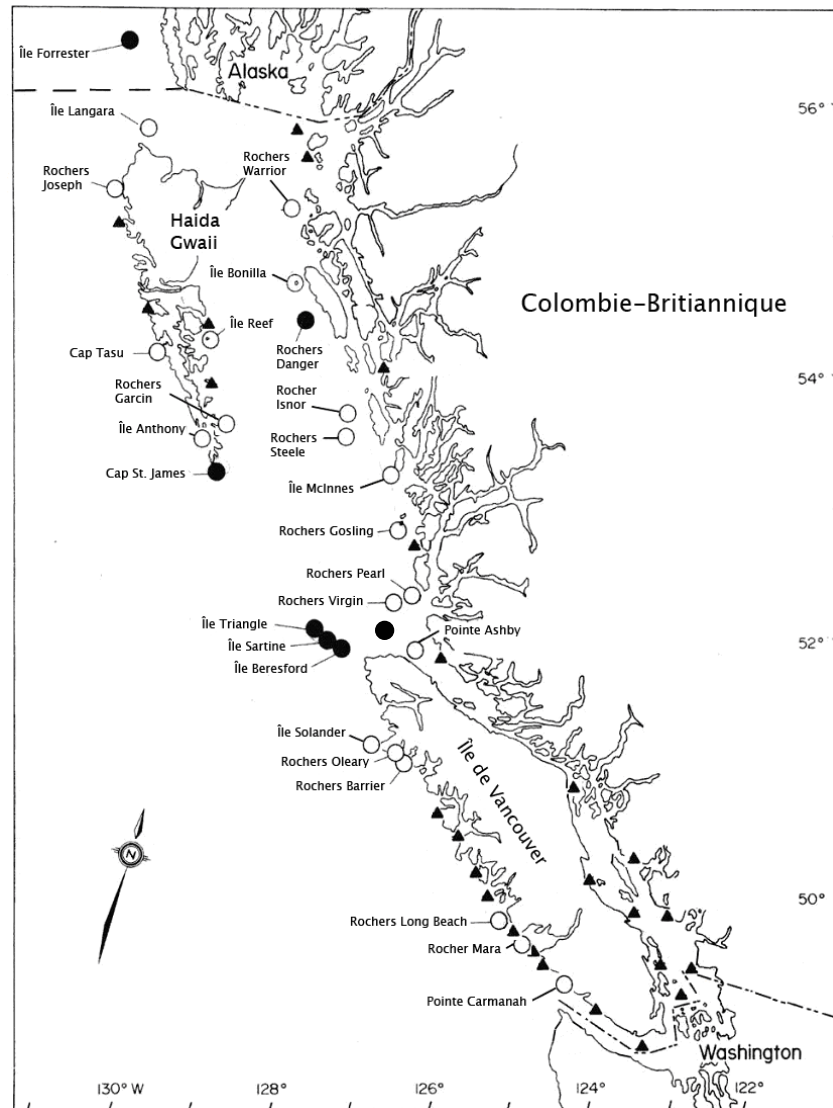 Île Forrester
Alaska
56°
Île Langara
Rochers
Joseph
Rochers
Warrior
Haida
Gwaii
Île Bonilla
Colombie-Britiannique
Île Reef
Rochers
Danger
Cap Tasu
54°
Rochers
Garcin
Rocher
Isnor
Île Anthony
Rochers
Steele
Cap St. James
Île McInnes
Rochers Gosling
Rochers Pearl
Rochers Virgin
Île Triangle
Pointe Ashby
52°
Île Sartine
Île Beresford
Île Solander
Rochers Oleary
Rochers Barrier
Île de Vancouver
N
50°
Rochers Long Beach
Rocher Mara
Pointe Carmanah
Washington
130° W
128°
126°
124°
122°